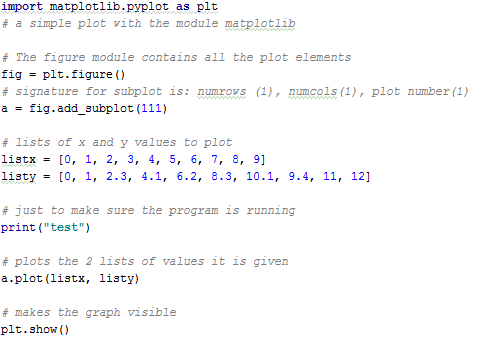 import matplotlib.pyplot as plt
# a simple plot with the module matplotlib
# The figure module contains all the plot elements
fig = plt.figure()
# signature for subplot is: numrows (1), numcols(1), plot number(1)
a = fig.add_subplot(111)
# lists of x and y values to plot
listx = [0, 1, 2, 3, 4, 5, 6, 7, 8, 9]
listy = [0, 1, 2.3, 4.1, 6.2, 8.3, 10.1, 9.4, 11, 12]
# just to make sure the program is running
print("test")
# plots the 2 lists of values it is given
a.plot(listx, listy)
# makes the graph visible
plt.show()